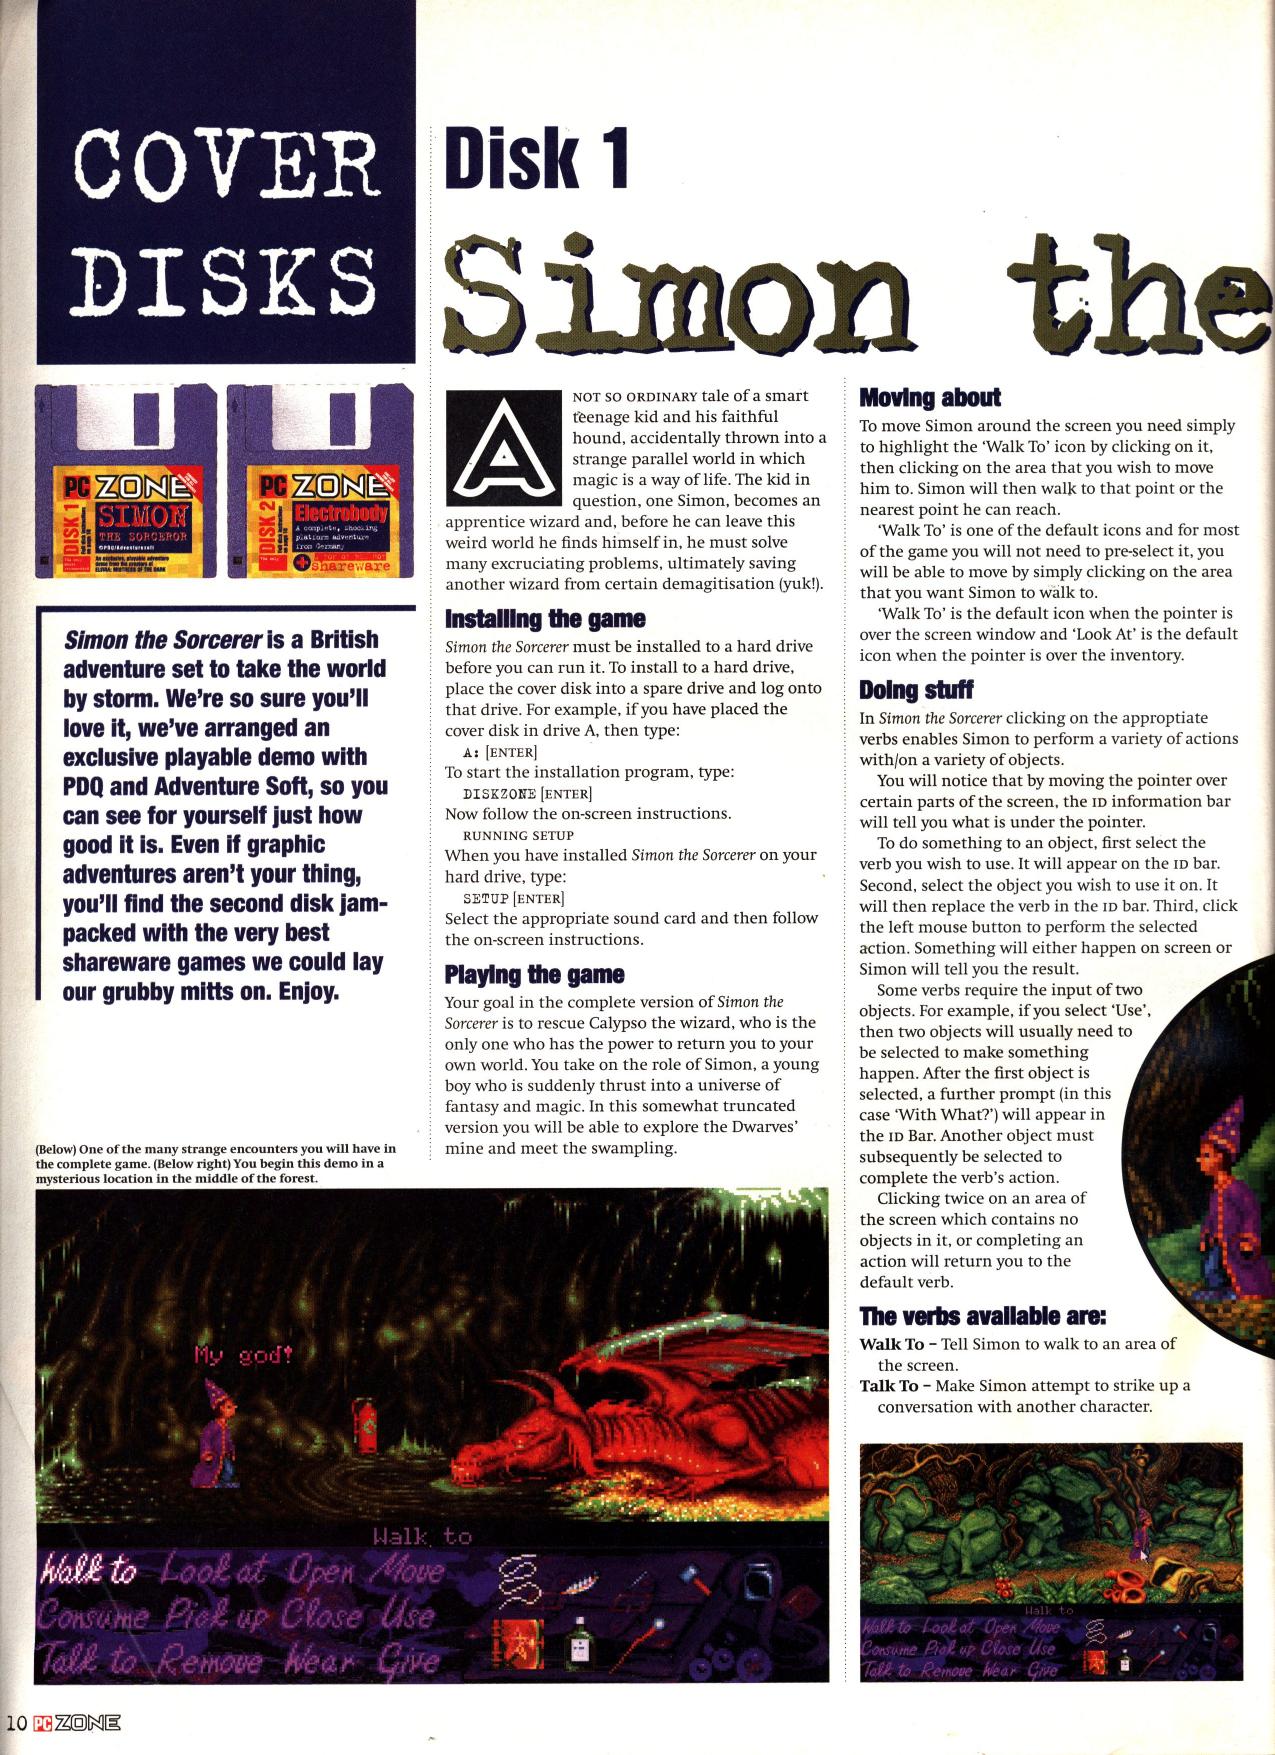 COVER
DISKS
PC ZONE
DISK 1
SIMON
THE SORCEROR
©PDQ/Adventuresoft
An exclusive, playable adventure
demo from the creators of
ELVIRA: MISTRESS OF THE DARK
PC ZONE
DISK 2
Electrobody
A complete, shocking
platform adventure
from Germany
shareware
Simon the Sorcerer is a British
adventure set to take the world
by storm. We're so sure you'll
love it, we've arranged an
exclusive playable demo with
PDQ and Adventure Soft, so you
can see for yourself just how
good it is. Even if graphic
adventures aren't your thing,
you'll find the second disk jam-
packed with the very best
shareware games we could lay
our grubby mitts on. Enjoy.
(Below) One of the many strange encounters you will have in
the complete game. (Below right) You begin this demo in a
mysterious location in the middle of the forest.
Disk 1
Simon the
A NOT SO ORDINARY tale of a smart
teenage kid and his faithful
hound, accidentally thrown into a
strange parallel world in which
magic is a way of life. The kid in
question, one Simon, becomes an
apprentice wizard and, before he can leave this
weird world he finds himself in, he must solve
many excruciating problems, ultimately saving
another wizard from certain demagitisation (yuk!).
Installing the game
Simon the Sorcerer must be installed to a hard drive
before you can run it. To install to a hard drive,
place the cover disk into a spare drive and log onto
that drive. For example, if you have placed the
cover disk in drive A, then type:
A: [ENTER]
To start the installation program, type:
DISKZONE [ENTER]
Now follow the on-screen instructions.
RUNNING SETUP
When you have installed Simon the Sorcerer on your
hard drive, type:
SETUP [ENTER]
Select the appropriate sound card and then follow
the on-screen instructions.
Playing the game
Your goal in the complete version of Simon the
Sorcerer is to rescue Calypso the wizard, who is the
only one who has the power to return you to your
own world. You take on the role of Simon, a young
boy who is suddenly thrust into a universe of
fantasy and magic. In this somewhat truncated
version you will be able to explore the Dwarves'
mine and meet the swampling.
Moving about
To move Simon around the screen you need simply
to highlight the 'Walk To' icon by clicking on it,
then clicking on the area that you wish to move
him to. Simon will then walk to that point or the
nearest point he can reach.
'Walk To' is one of the default icons and for most
of the game you will not need to pre-select it, you
will be able to move by simply clicking on the area
that you want Simon to walk to.
'Walk To' is the default icon when the pointer is
over the screen window and 'Look At' is the default
icon when the pointer is over the inventory.
Doing stuff
In Simon the Sorcerer clicking on the approptiate
verbs enables Simon to perform a variety of actions
with/on a variety of objects.
You will notice that by moving the pointer over
certain parts of the screen, the ID information bar
will tell you what is under the pointer.
To do something to an object, first select the
verb you wish to use. It will appear on the ID bar.
Second, select the object you wish to use it on. It
will then replace the verb in the ID bar. Third, click
the left mouse button to perform the selected
action. Something will either happen on screen or
Simon will tell you the result.
Some verbs require the input of two
objects. For example, if you select 'Use',
then two objects will usually need to
be selected to make something
happen. After the first object is
selected, a further prompt (in this
case 'With What?') will appear in
the ID Bar. Another object must
subsequently be selected to
complete the verb's action.
Clicking twice on an area of
the screen which contains no
objects in it, or completing an
action will return you to the
default verb.
The verbs available are:
Walk To – Tell Simon to walk to an area of
the screen.
Talk To – Make Simon attempt to strike up a
conversation with another character.
My god!
Walk to
Walk to Look at Open Move
Consume Pick up Close Use
Talk to Remove Wear Give
Walk to
Walk to Look at Open Move
Consume Pick up Close Use
Talk to Remove Wear Give
10 PC ZONE